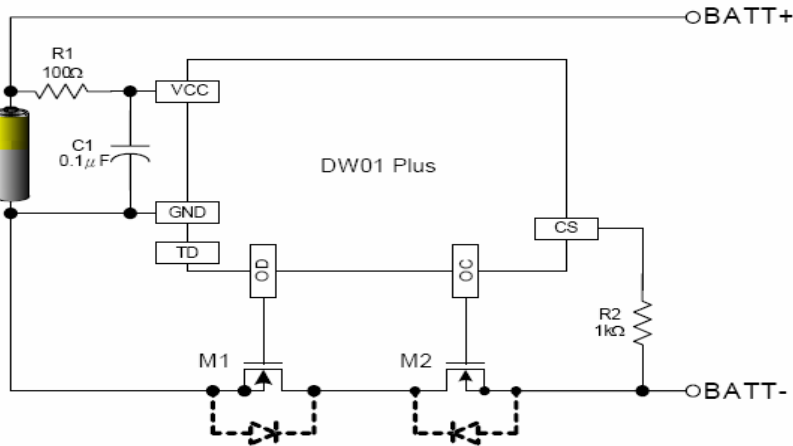 BATT+
R1
100Ω
VCC
C1
0.1μF
DW01 Plus
GND
TD
CS
OD
OC
R2
1kΩ
M1
M2
BATT-